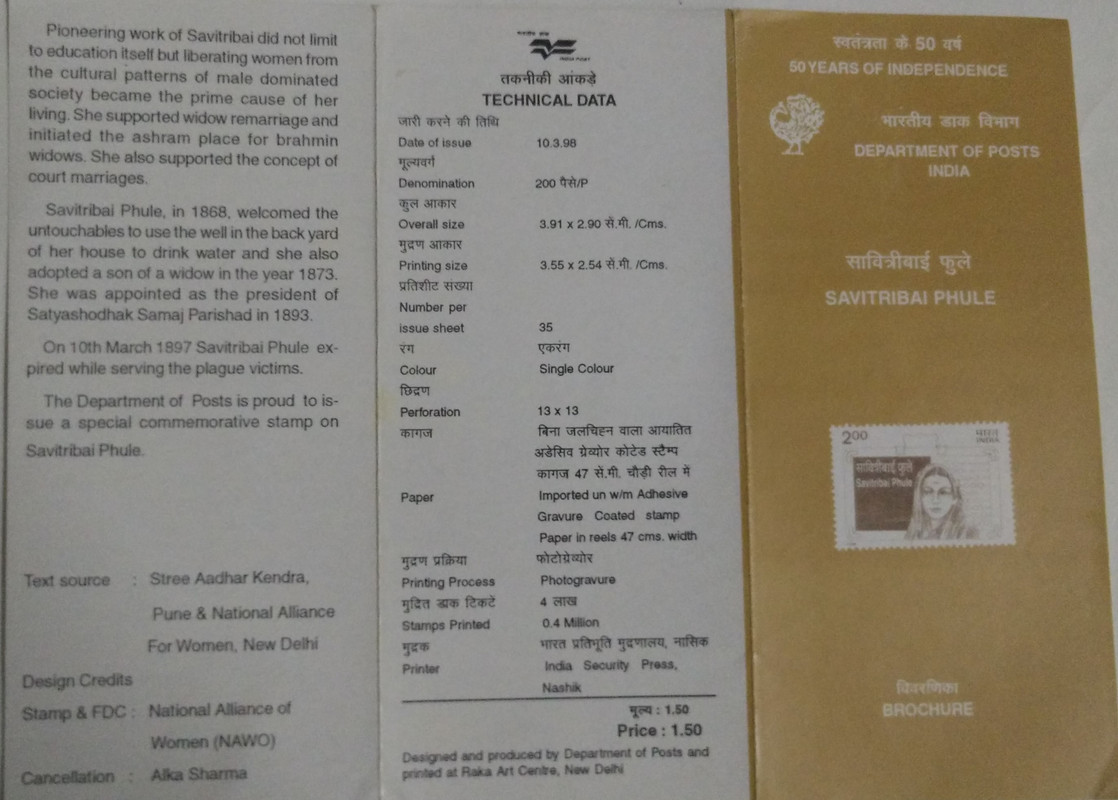 Pioneering work of Savitribai did not limit
to education itself but liberating women from
the cultural patterns of male dominated
society became the prime cause of her
living. She supported widow remarriage and
initiated the ashram place for brahmin
widows. She also supported the concept of
court marriages.
Savitribai Phule, in 1868, welcomed the
untouchables to use the well in the back yard
of her house to drink water and she also
adopted a son of a widow in the year 1873.
She was appointed as the president of
Satyashodhak Samaj Parishad in 1893.
On 10th March 1897 Savitribai Phule ex-
pired while serving the plague victims.
The Department of Posts is proud to is-
sue a special commemorative stamp on
Savitribai Phule.
Text source : Stree Aadhar Kendra,
Pune & National Alliance
For Women, New Delhi
Design Credits
Stamp & FDC : National Alliance of
Women (NAWO)
Cancellation : Alka Sharma
INDIA POST
तकनीकी आंकड़े
TECHNICAL DATA
जारी करने की तिथि
Date of issue 10.3.98
मूल्यवर्ग
Denomination 200 पैसे/P
कुल आकार
Overall size 3.91 x 2.90 सें.मी. /Cms.
मुद्रण आकार
Printing size 3.55 x 2.54 सें.मी. /Cms.
प्रतिशीट संख्या
Number per
issue sheet 35
रंग एकरंग
Colour Single Colour
छिद्रण
Perforation 13 x 13
कागज बिना जलचिह्न वाला आयातित
अडेसिव ग्रेव्योर कोटेड स्टैम्प
कागज 47 सें.मी. चौड़ी रील में
Paper Imported un w/m Adhesive
Gravure Coated stamp
Paper in reels 47 cms. width
मुद्रण प्रक्रिया फोटोग्रेव्योर
Printing Process Photogravure
मुद्रित डाक टिकटें 4 लाख
Stamps Printed 0.4 Million
मुद्रक भारत प्रतिभूति मुद्रणालय, नासिक
Printer India Security Press,
Nashik
मूल्य : 1.50
Price : 1.50
Designed and produced by Department of Posts and
printed at Raka Art Centre, New Delhi
स्वतंत्रता के 50 वर्ष
50 YEARS OF INDEPENDENCE
भारतीय डाक विभाग
DEPARTMENT OF POSTS
INDIA
सावित्रीबाई फुले
SAVITRIBAI PHULE
200 भारत
INDIA
सावित्रीबाई फुले
Savitribai Phule
विवरणिका
BROCHURE